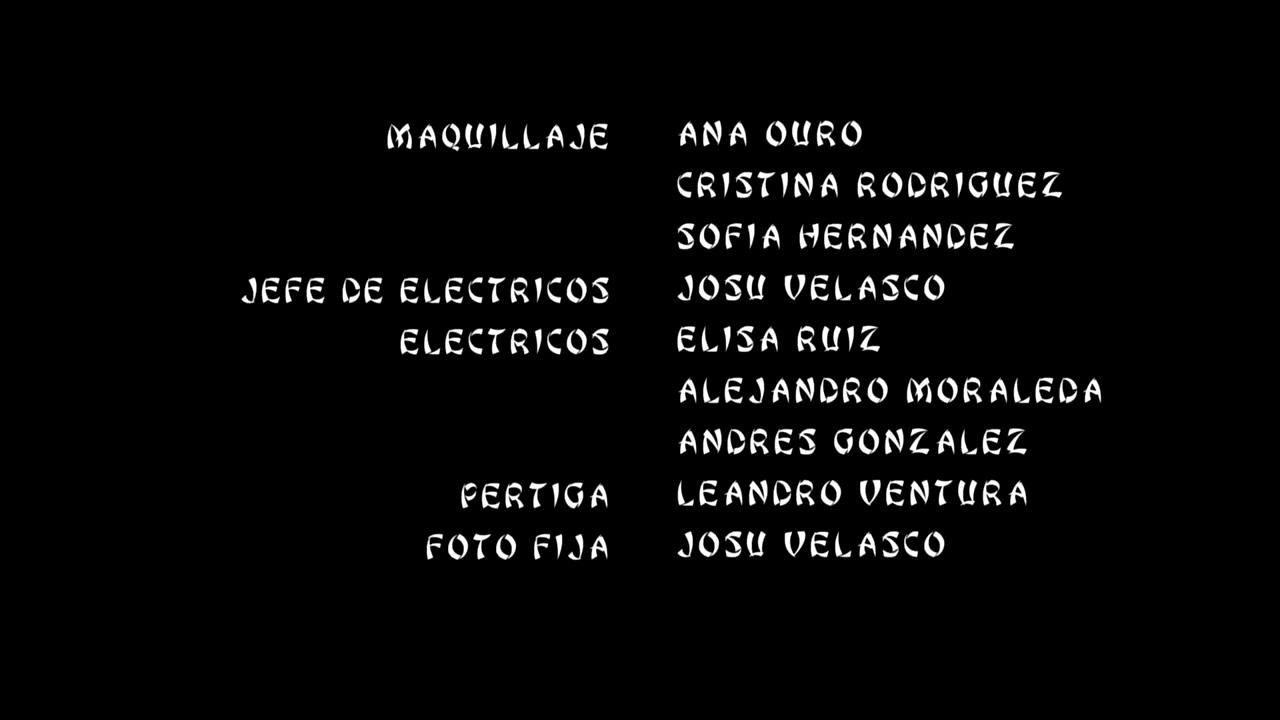 MAQUILLAJE ANA OURO
CRISTINA RODRIGUEZ
SOFIA HERNANDEZ
JEFE DE ELECTRICOS JOSU VELASCO
ELECTRICOS ELISA RUIZ
ALEJANDRO MORALEDA
ANDRES GONZALEZ
PERTIGA LEANDRO VENTURA
FOTO FIJA JOSU VELASCO